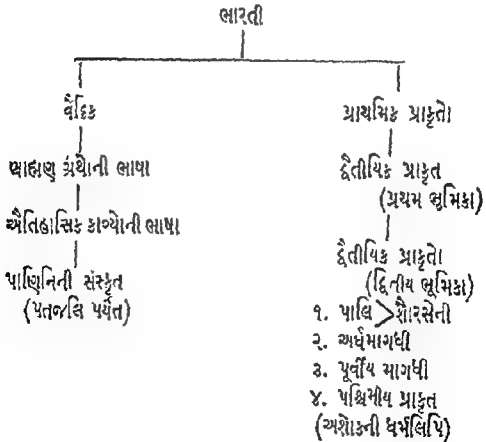 ભારતી
વૈદિક
બ્રાહ્મણ ગ્રંથોની ભાષા
ઐતિહાસિક કાવ્યોની ભાષા
પાણિનિની સંસ્કૃત
(પતંજલિ પર્યંત)
પ્રાથમિક પ્રાકૃતો
દ્વૈતીયિક પ્રાકૃત
(પ્રથમ ભૂમિકા)
દ્વૈતીયિક પ્રાકૃતો
(દ્વિતીય ભૂમિકા)
૧. પાલિ > શૌરસેની
૨. અર્ધમાગધી
૩. પૂર્વીય માગધી
૪. પશ્ચિમીય પ્રાકૃત
(અશોકની ધર્મલિપિ)